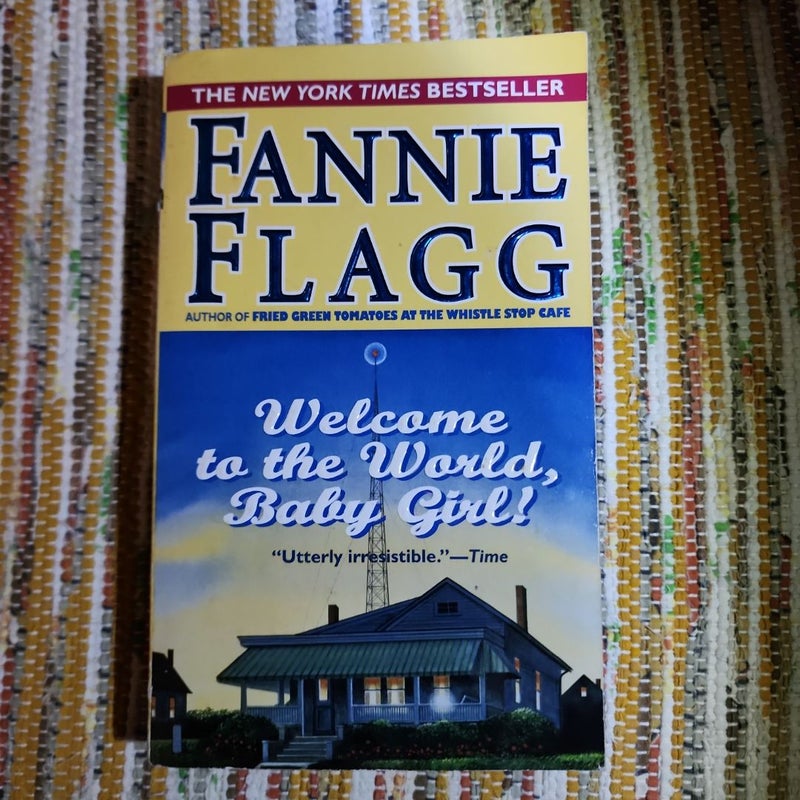 THE NEW YORK TIMES BESTSELLER
FANNIE
FLAGG
AUTHOR OF FRIED GREEN TOMATOES AT THE WHISTLE STOP CAFE
Welcome
to the World,
Baby Girl!
“Utterly irresistible.”—Time